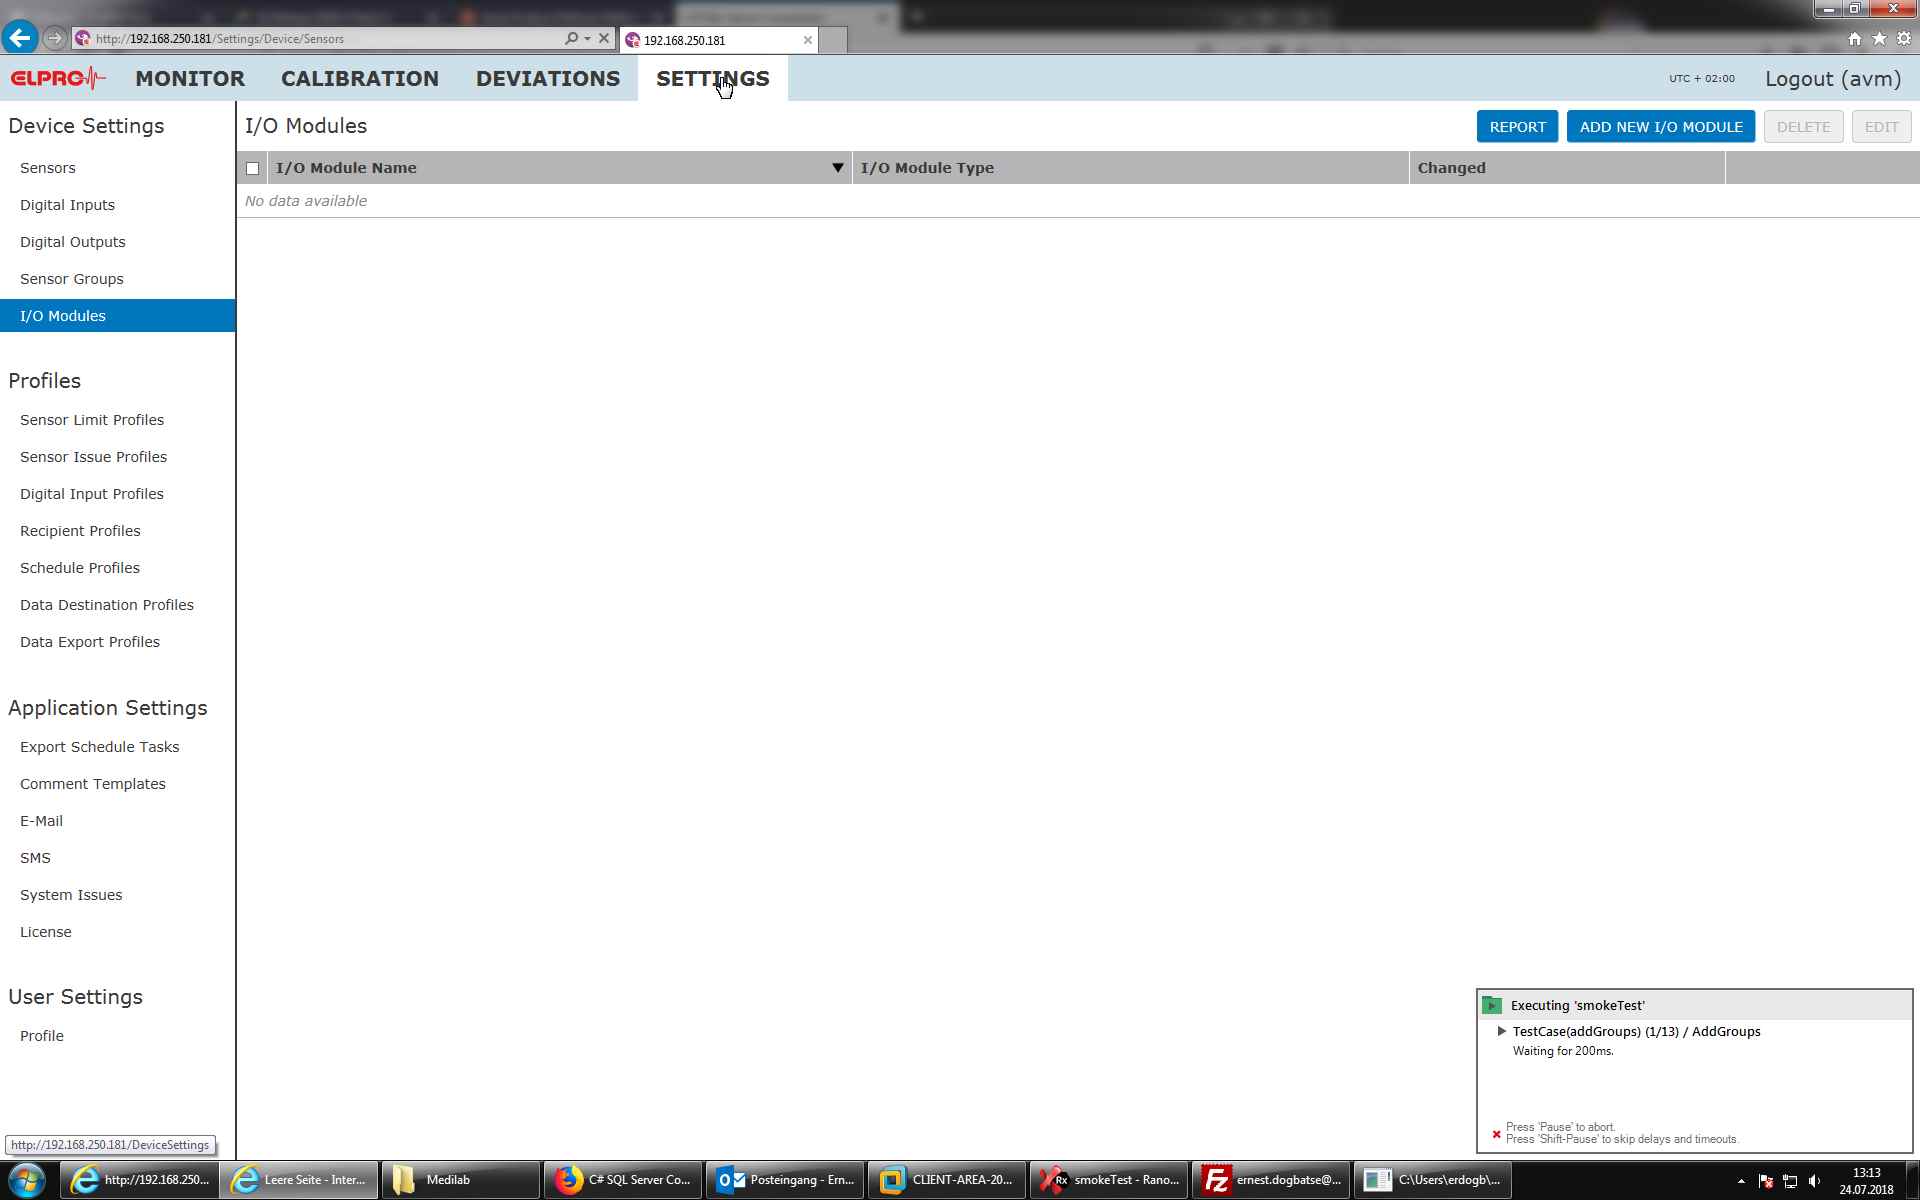 http://192.168.250.181/Settings/Device/Sensors
192.168.250.181
ELPRO
MONITOR
CALIBRATION
DEVIATIONS
SETTINGS
UTC + 02:00
Logout (avm)
Device Settings
Sensors
Digital Inputs
Digital Outputs
Sensor Groups
I/O Modules
Profiles
Sensor Limit Profiles
Sensor Issue Profiles
Digital Input Profiles
Recipient Profiles
Schedule Profiles
Data Destination Profiles
Data Export Profiles
Application Settings
Export Schedule Tasks
Comment Templates
E-Mail
SMS
System Issues
License
User Settings
Profile
http://192.168.250.181/DeviceSettings
I/O Modules
REPORT
ADD NEW I/O MODULE
DELETE
EDIT
I/O Module Name
I/O Module Type
Changed
No data available
Executing 'smokeTest'
TestCase(addGroups) (1/13) / AddGroups
Waiting for 200ms.
Press 'Pause' to abort.
Press 'Shift-Pause' to skip delays and timeouts.
http://192.168.250...
Leere Seite - Inter...
Medilab
C# SQL Server Co...
Posteingang - Ern...
CLIENT-AREA-20...
Rx
smokeTest - Rano...
FZ
ernest.dogbatse@...
C:\Users\erdogb\...
13:13
24.07.2018